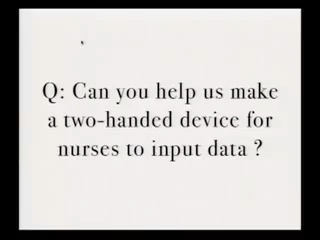 Q: Can you help us make
a two-handed device for
nurses to input data ?